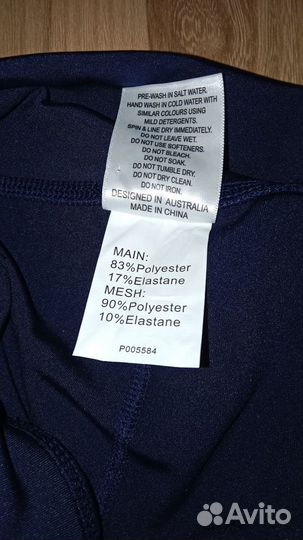 PRE-WASH IN SALT WATER.
HAND WASH IN COLD WATER WITH
SIMILAR COLOURS USING
MILD DETERGENTS.
SPIN & LINE DRY IMMEDIATELY.
DO NOT LEAVE WET.
DO NOT USE SOFTENERS.
DO NOT BLEACH.
DO NOT SOAK.
DO NOT TUMBLE DRY.
DO NOT DRY CLEAN.
DO NOT IRON.
DESIGNED IN AUSTRALIA
MADE IN CHINA
MAIN:
83%Polyester
17%Elastane
MESH:
90%Polyester
10%Elastane
P005584
Avito